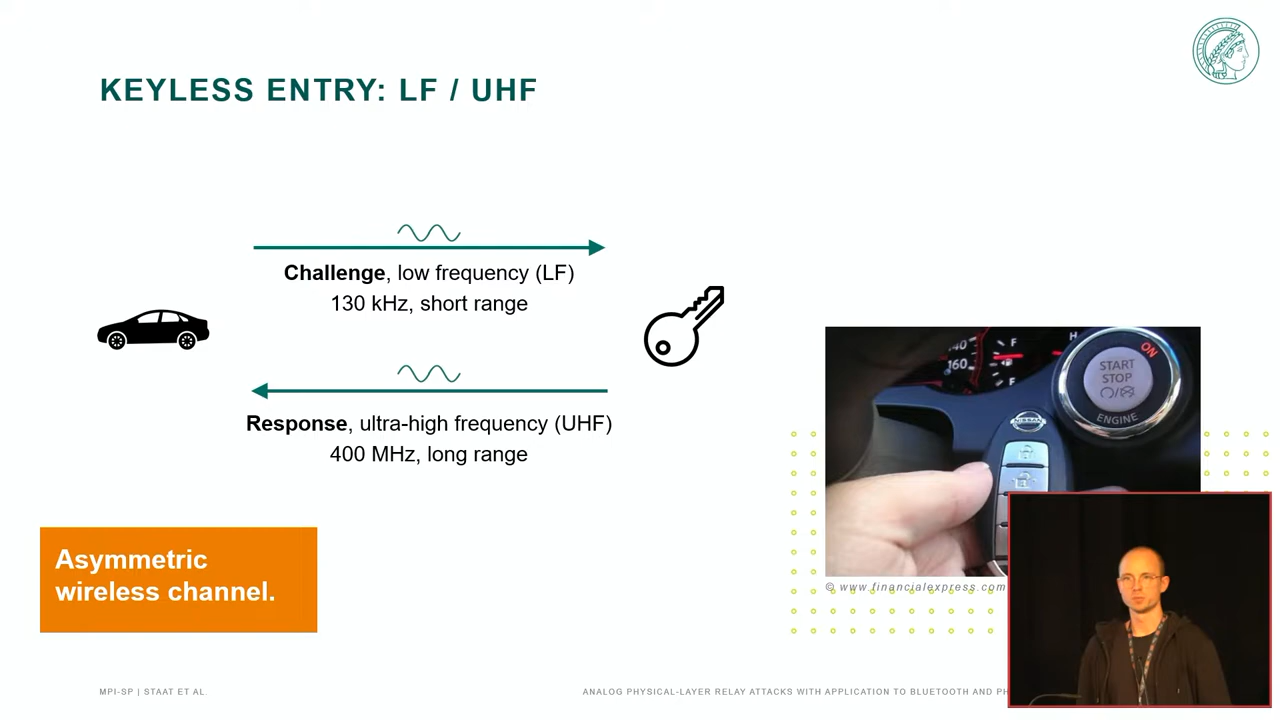 KEYLESS ENTRY: LF / UHF
Challenge, low frequency (LF)
130 kHz, short range
Response, ultra-high frequency (UHF)
400 MHz, long range
Asymmetric
wireless channel.
160
H
F
F
ON
START
STOP
ENGINE
NISSAN
© www.financialexpress.com
MPI-SP | STAAT ET AL.
ANALOG PHYSICAL-LAYER RELAY ATTACKS WITH APPLICATION TO BLUETOOTH AND PH